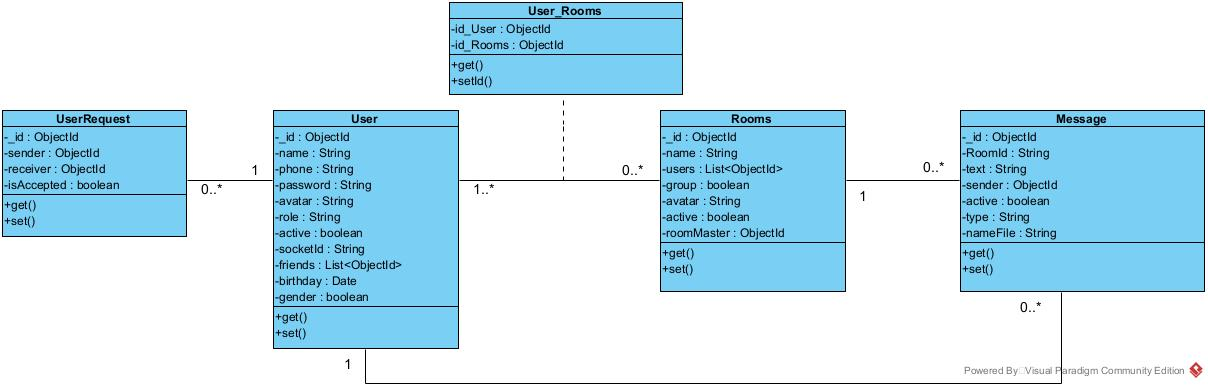 User_Rooms
-id_User : ObjectId
-id_Rooms : ObjectId
+get()
+setId()
UserRequest
-_id : ObjectId
-sender : ObjectId
-receiver : ObjectId
-isAccepted : boolean
+get()
+set()
1
0..*
User
-_id : ObjectId
-name : String
-phone : String
-password : String
-avatar : String
-role : String
-active : boolean
-socketId : String
-friends : List<ObjectId>
-birthday : Date
-gender : boolean
+get()
+set()
1..*
0..*
Rooms
-_id : ObjectId
-name : String
-users : List<ObjectId>
-group : boolean
-avatar : String
-active : boolean
-roomMaster : ObjectId
+get()
+set()
1
0..*
Message
-_id : ObjectId
-RoomId : String
-text : String
-sender : ObjectId
-active : boolean
-type : String
-nameFile : String
+get()
+set()
0..*
1
Powered By Visual Paradigm Community Edition